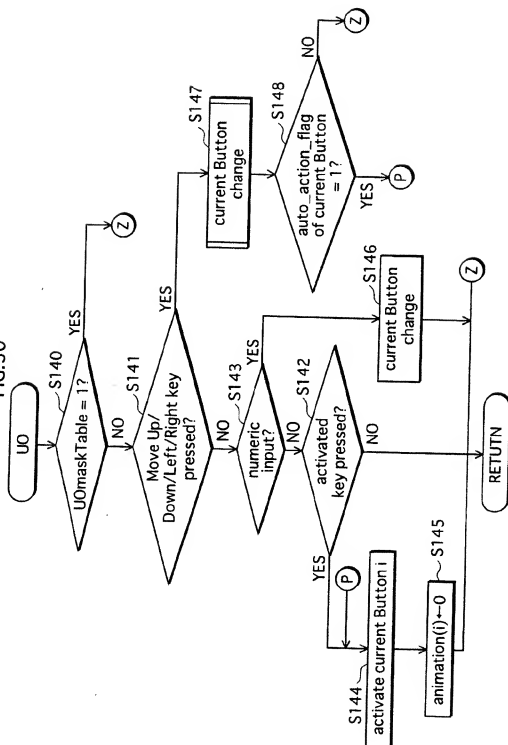 FIG.50
UO
S140
UOmaskTable = 1?
YES
Z
NO
S141
Move Up/
Down/Left/Right key
pressed?
YES
S147
current Button
change
S148
auto_action_flag
of current Button
= 1?
NO
Z
YES
P
NO
S143
numeric
input?
YES
S146
current Button
change
Z
NO
S142
activated
key pressed?
YES
NO
P
S144
activate current Button i
S145
animation(i)←0
RETUTN